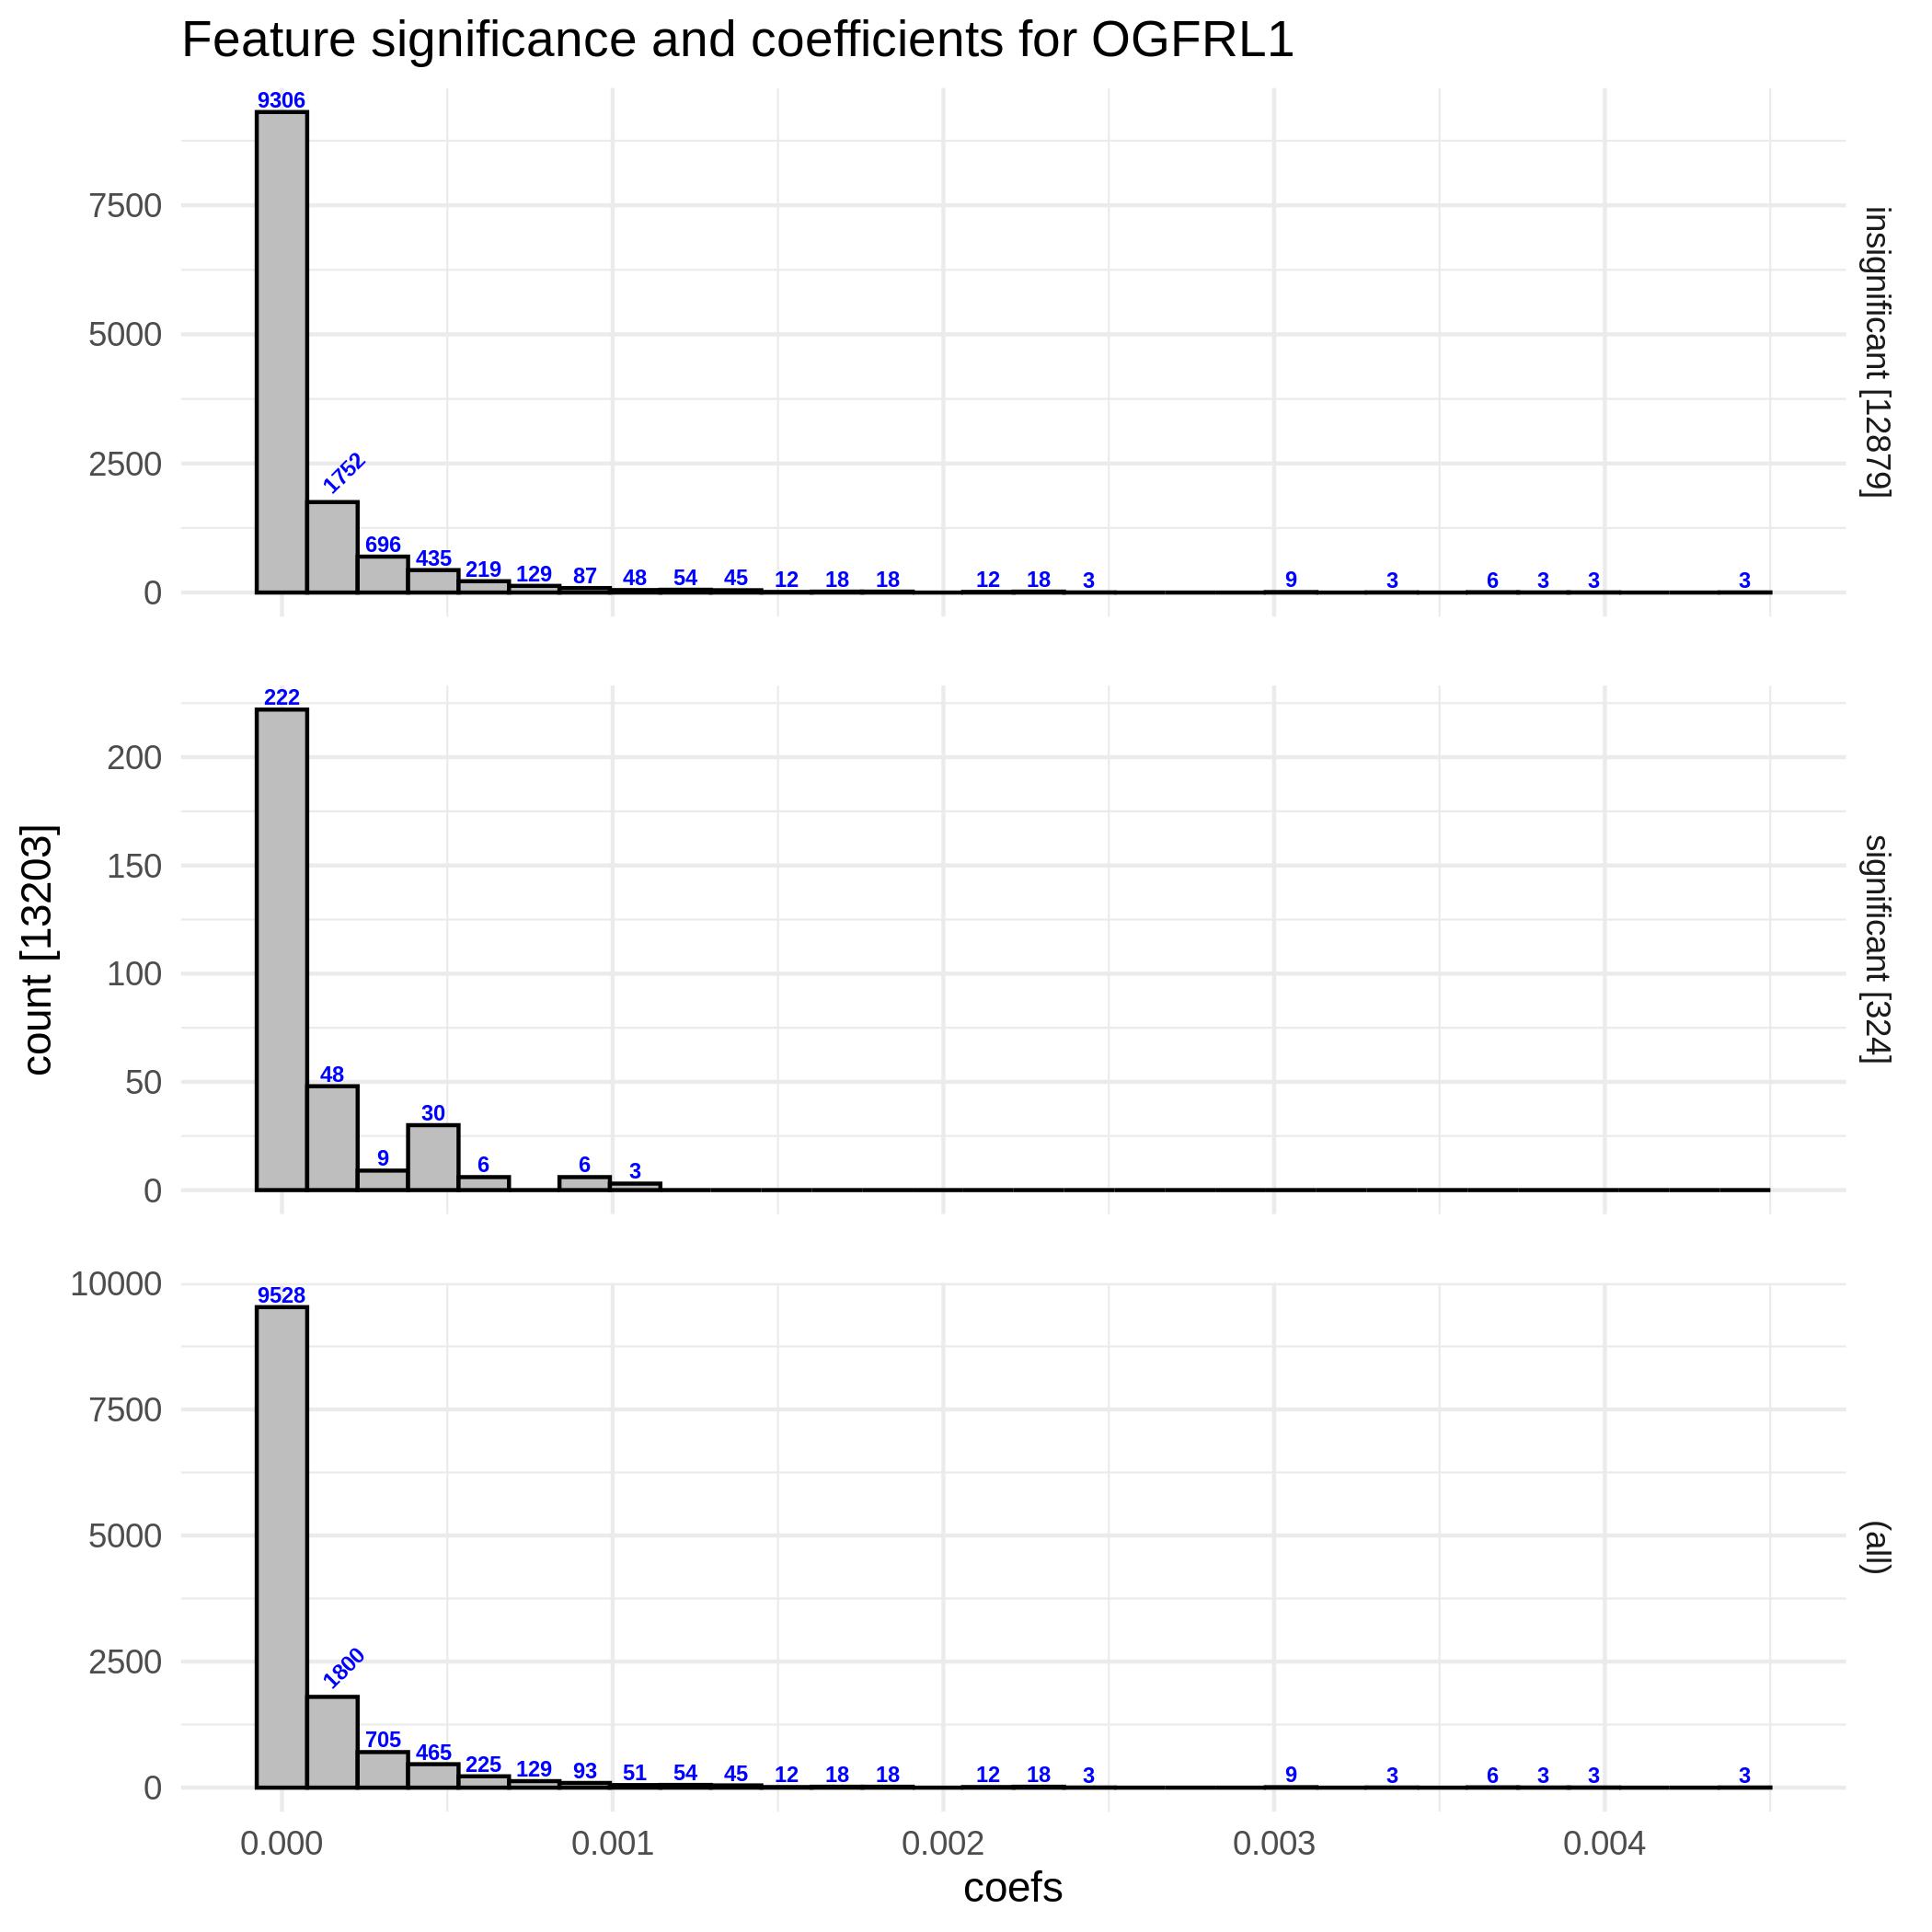 Feature significance and coefficients for OGFRL1
9306
7500
5000
2500
0
1752
696 435 219 129 87 48 54 45 12 18 18 12 18 3 9 3 6 3 3 3
insignificant [12879]
222
200
150
100
50
0
48 9 30 6 6 3
significant [324]
count [13203]
10000
9528
7500
5000
2500
0
1800
705 465 225 129 93 51 54 45 12 18 18 12 18 3 9 3 6 3 3 3
(all)
0.000 0.001 0.002 0.003 0.004
coefs